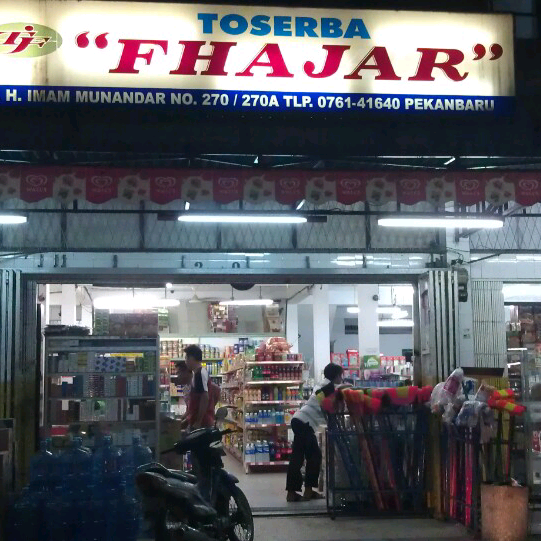 TOSERBA
"FHAJAR"
H. IMAM MUNANDAR NO. 270 / 270A TLP. 0761-41640 PEKANBARU